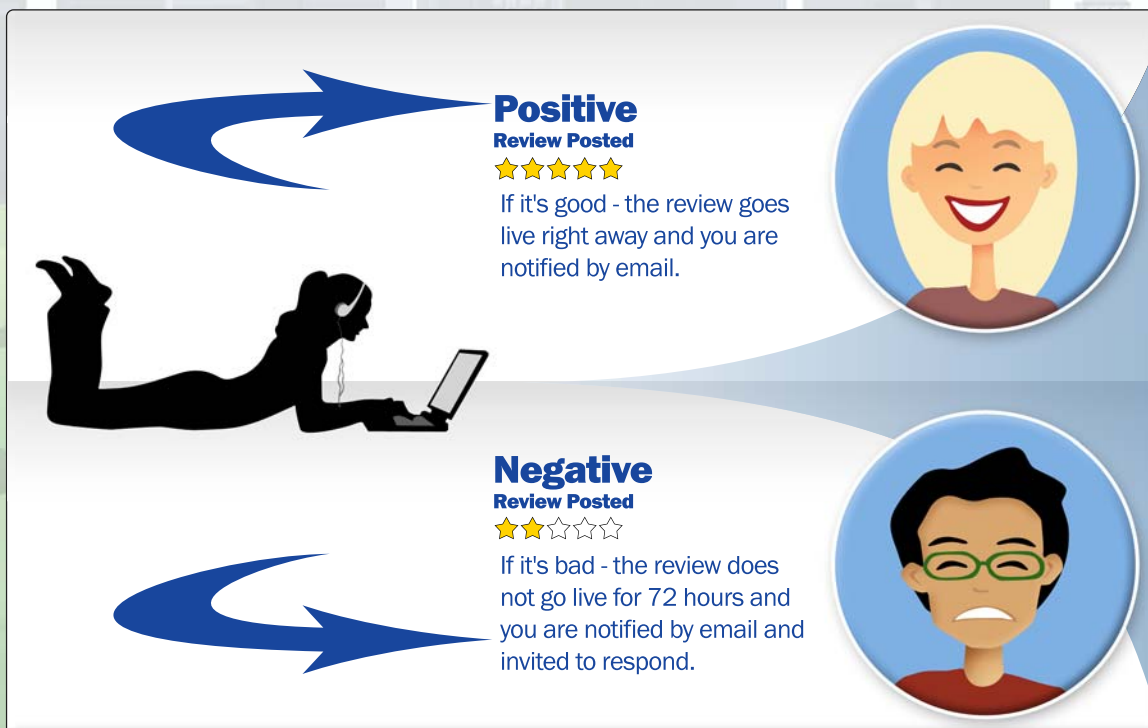 Positive
Review Posted
If it's good - the review goes
live right away and you are
notified by email.
Negative
Review Posted
If it's bad - the review does
not go live for 72 hours and
you are notified by email and
invited to respond.